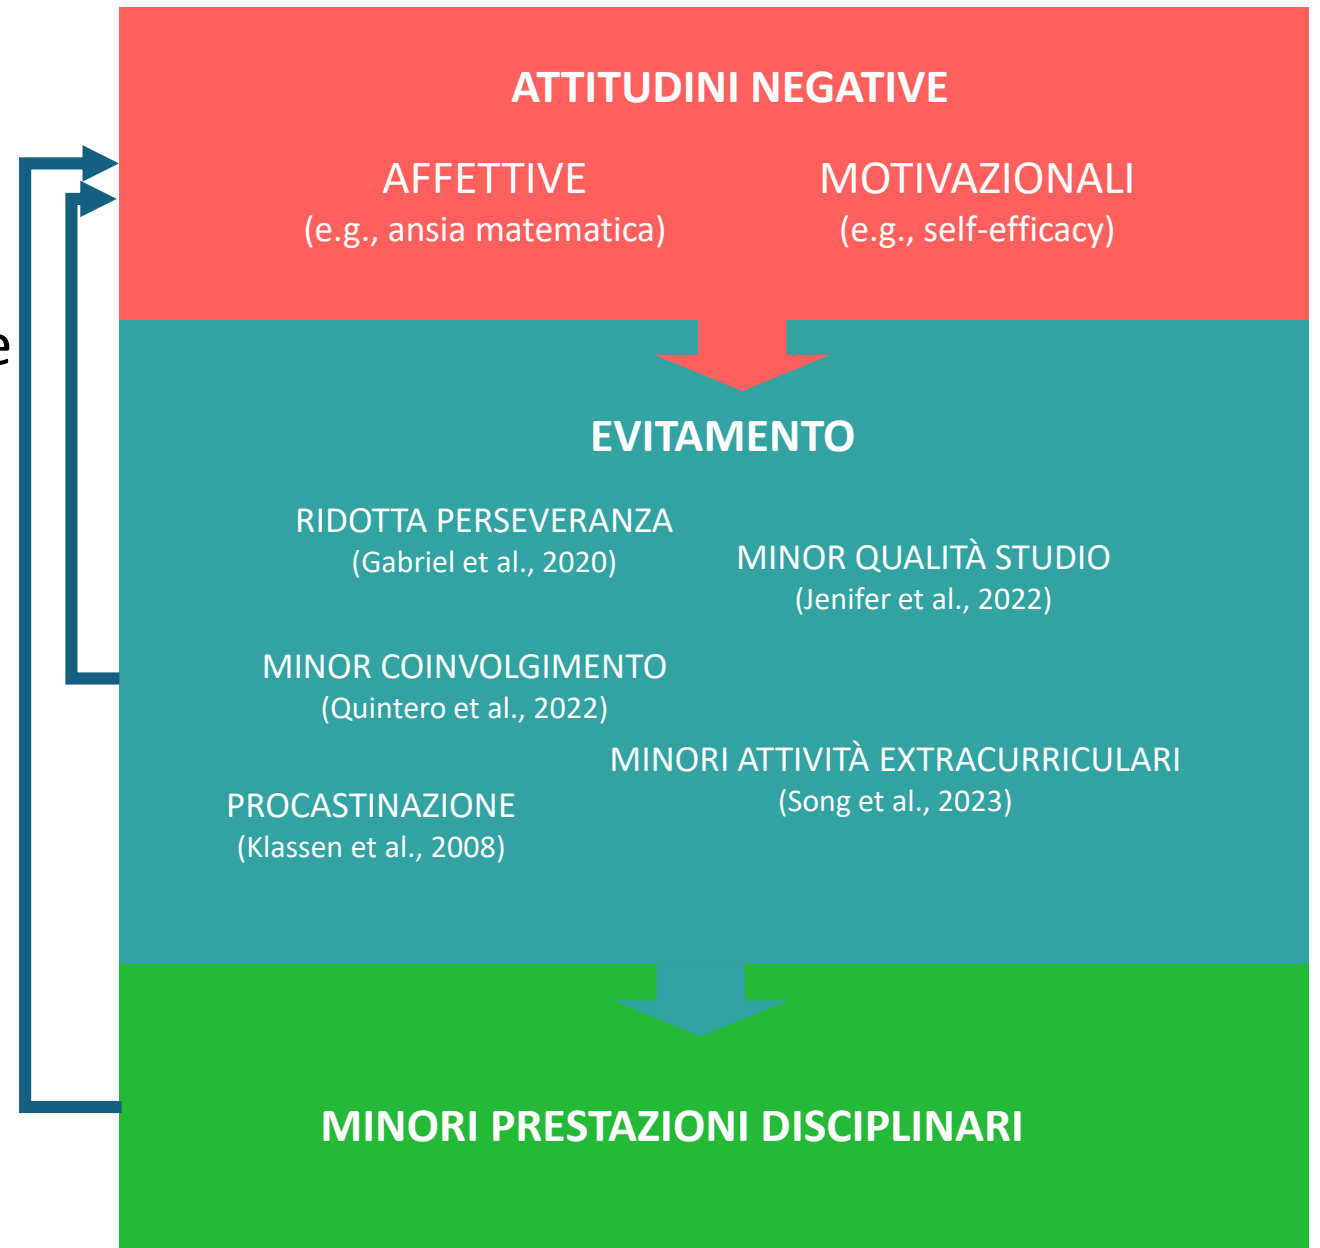 ATTITUDINI NEGATIVE
AFFETTIVE
(e.g., ansia matematica)
MOTIVAZIONALI
(e.g., self-efficacy)
e
EVITAMENTO
RIDOTTA PERSEVERANZA
(Gabriel et al., 2020)
MINOR QUALITÀ STUDIO
(Jenifer et al., 2022)
MINOR COINVOLGIMENTO
(Quintero et al., 2022)
MINORI ATTIVITÀ EXTRACURRICULARI
(Song et al., 2023)
PROCASTINAZIONE
(Klassen et al., 2008)
MINORI PRESTAZIONI DISCIPLINARI